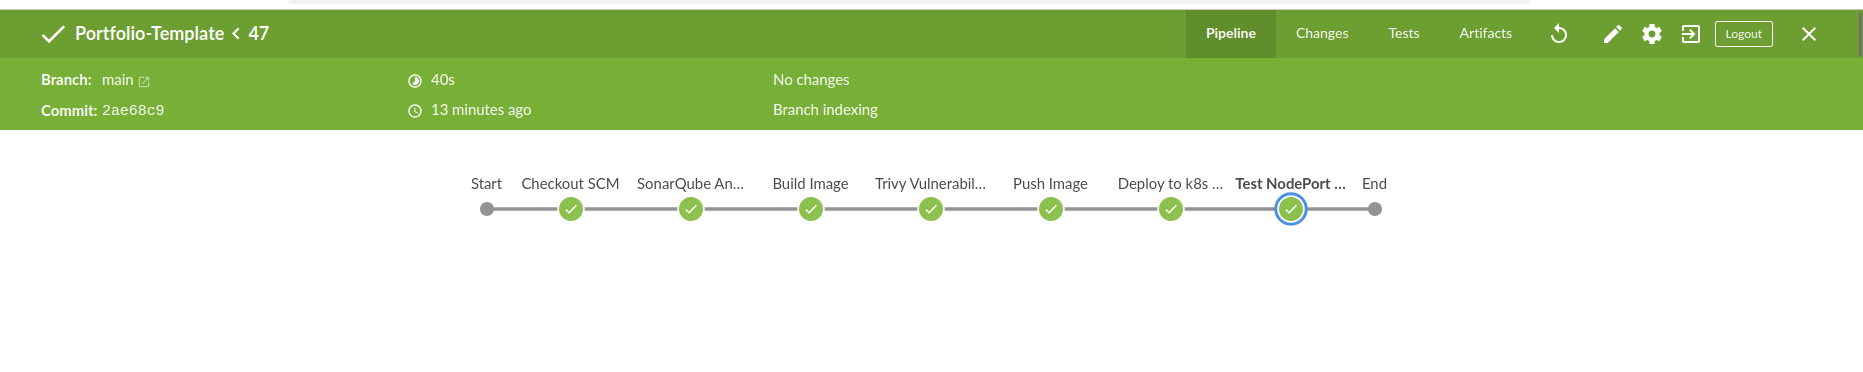 Portfolio-Template < 47
Pipeline Changes Tests Artifacts Logout
Branch: main 40s No changes
Commit: 2ae68c9 13 minutes ago Branch indexing
Start Checkout SCM SonarQube An... Build Image Trivy Vulnerabil... Push Image Deploy to k8s ... Test NodePort ... End